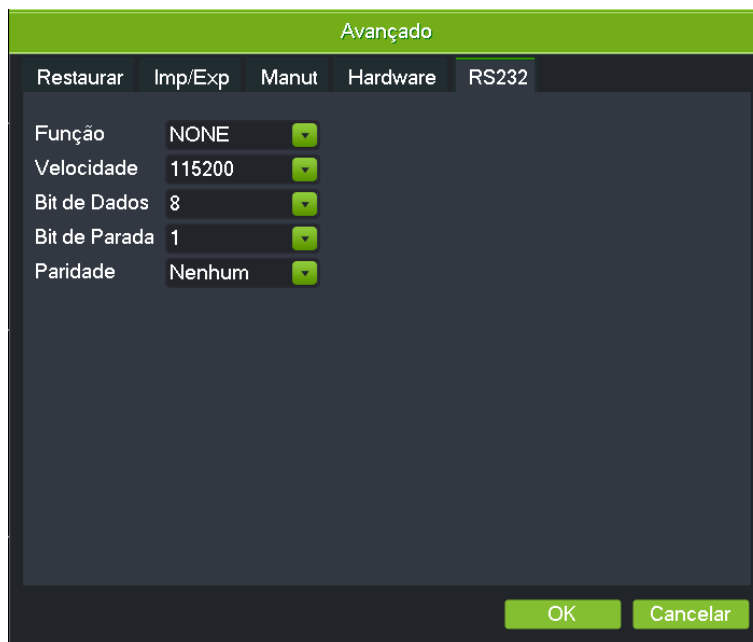 Avançado
Restaurar Imp/Exp Manut Hardware RS232
Função NONE
Velocidade 115200
Bit de Dados 8
Bit de Parada 1
Paridade Nenhum
OK Cancelar